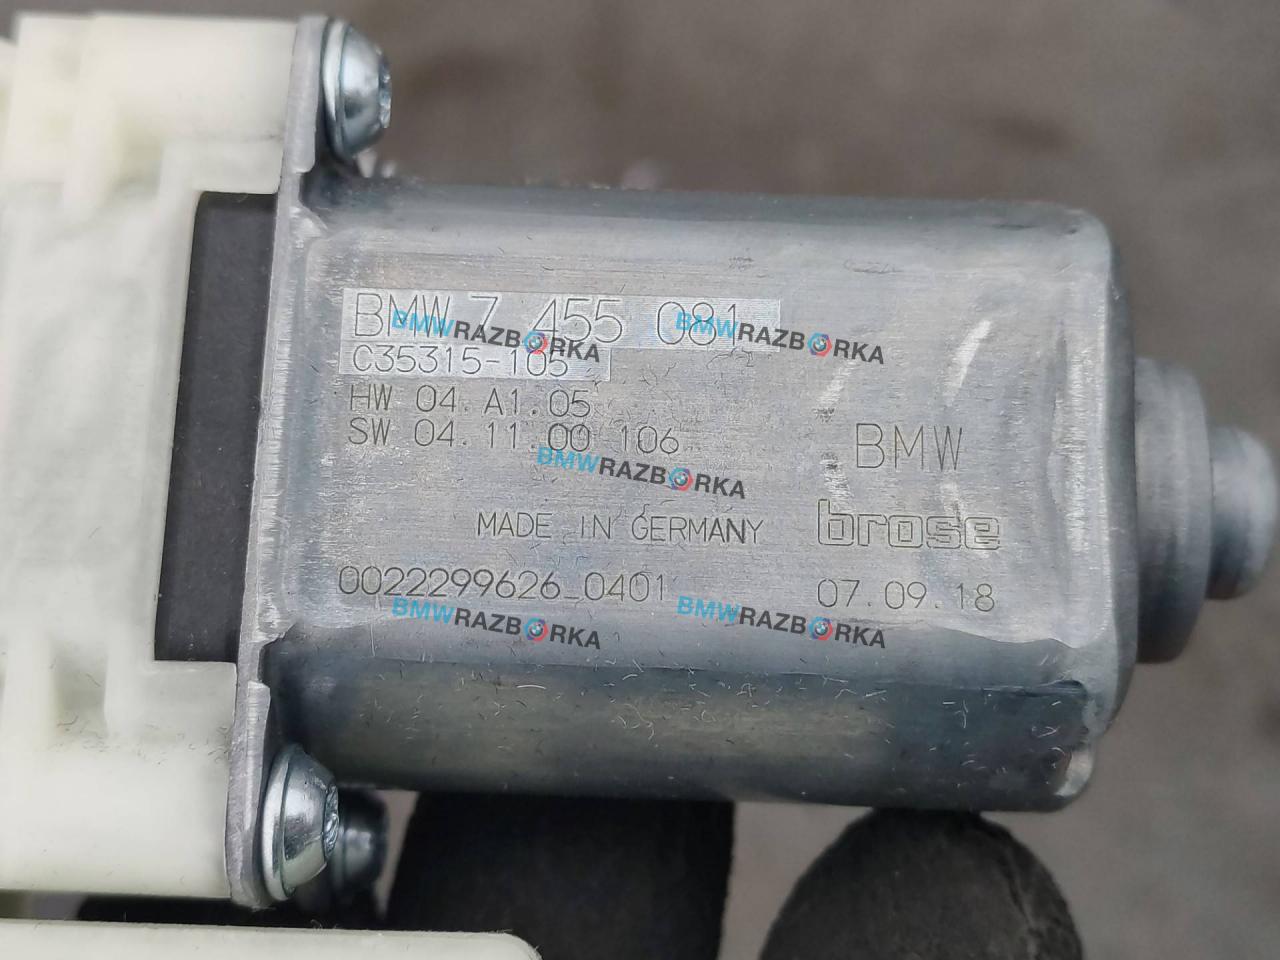 BMW 7 455 081
BMWRAZBORKA BMWRAZBORKA
C35315-105
HW 04.A1.05
SW 04.11.00 106
BMW
BMWRAZBORKA
MADE IN GERMANY
brose
0022299626_0401
07.09.18
BMWRAZBORKA BMWRAZBORKA